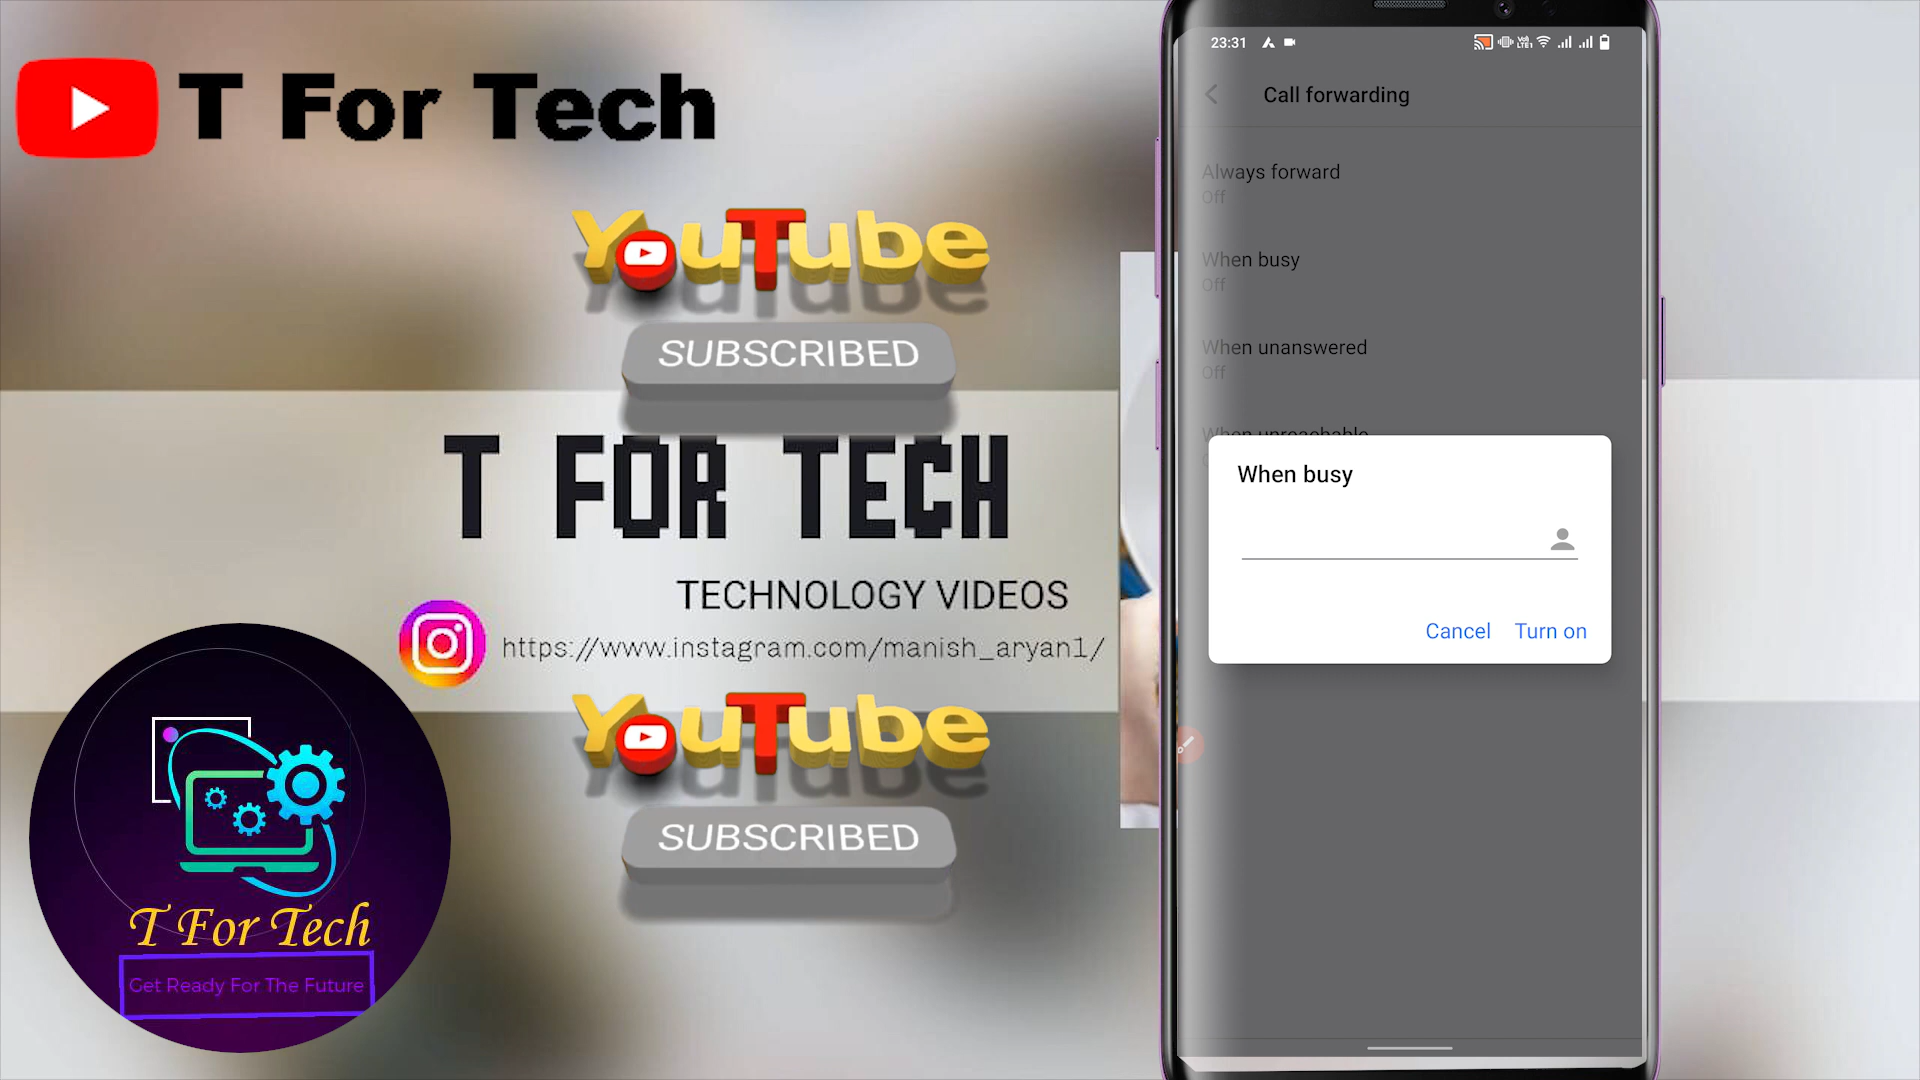 T For Tech
YouTube
SUBSCRIBED
T FOR TECH
TECHNOLOGY VIDEOS
https://www.instagram.com/manish_aryan1/
YouTube
SUBSCRIBED
T For Tech
Get Ready For The Future
23:31
Call forwarding
Always forward
Off
When busy
Off
When unanswered
Off
When unreachable
When busy
Cancel Turn on